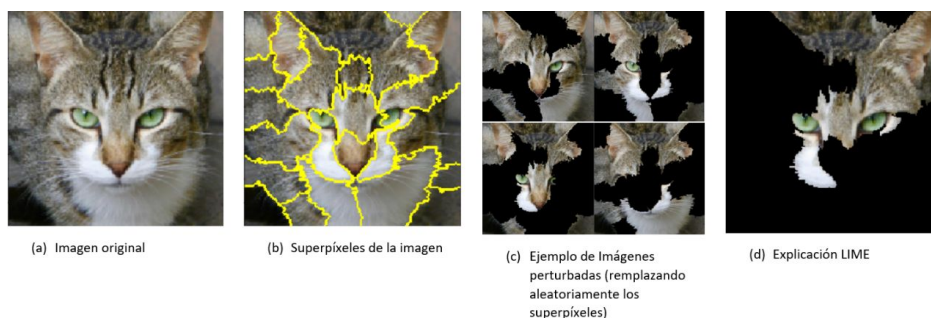 (a) Imagen original
(b) Superpíxeles de la imagen
(c) Ejemplo de Imágenes
perturbadas (remplazando
aleatoriamente los
superpíxeles)
(d) Explicación LIME